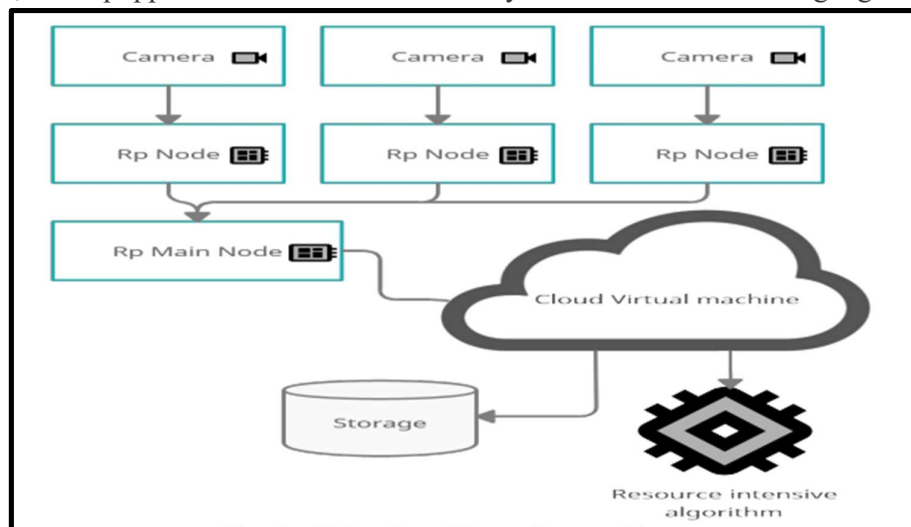 Camera
Camera
Camera
Rp Node
Rp Node
Rp Node
Rp Main Node
Cloud Virtual machine
Storage
Resource intensive
algorithm